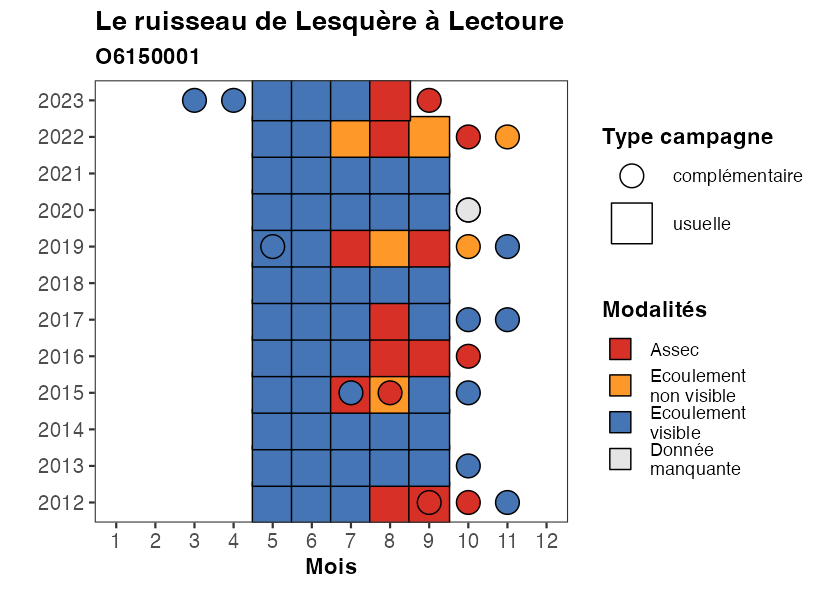 Le ruisseau de Lesquère à Lectoure
O6150001
2023
2022
2021
2020
2019
2018
2017
2016
2015
2014
2013
2012
1 2 3 4 5 6 7 8 9 10 11 12
Mois
Type campagne
complémentaire
usuelle
Modalités
Assec
Ecoulement
non visible
Ecoulement
visible
Donnée
manquante